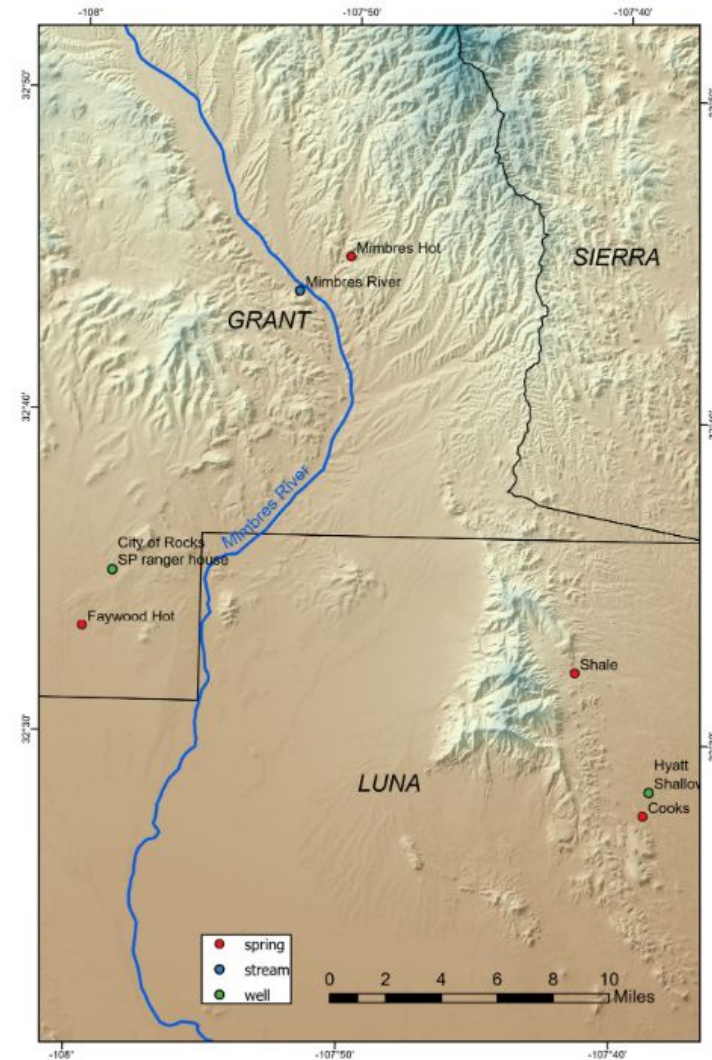 -108°
-107°50'
-107°40'
32°50'
Mimbres Hot
SIERRA
Mimbres River
GRANT
32°40'
Mimbres River
City of Rocks
SP ranger house
Faywood Hot
Shale
32°30'
LUNA
Hyatt
Shallow
Cooks
spring
stream
well
0 2 4 6 8 10
Miles
-108°
-107°50'
-107°40'